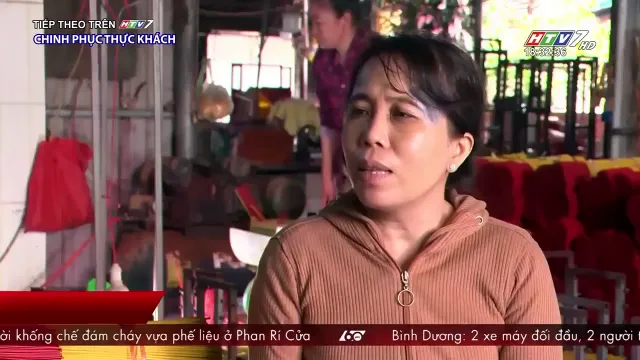 TIẾP THEO TRÊN HTV7
CHINH PHỤC THỰC KHÁCH
HTV7 HD
ời khống chế đám cháy vựa phế liệu ở Phan Rí Cửa
60
Bình Dương: 2 xe máy đối đầu, 2 người t